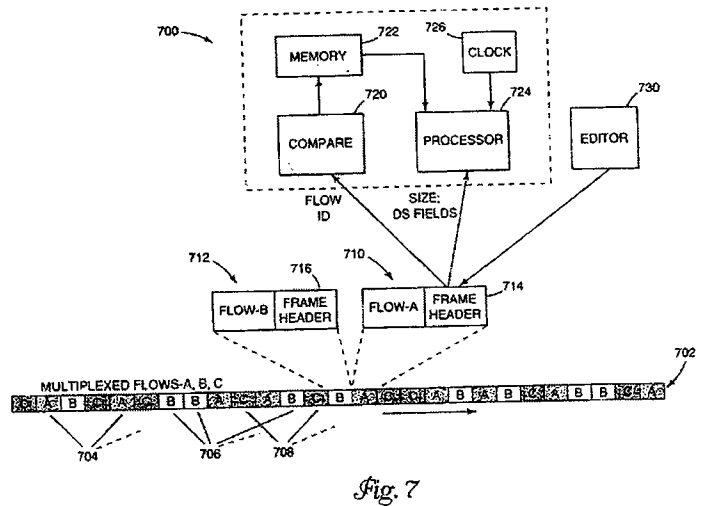 700
MEMORY
722
726
CLOCK
720
724
730
COMPARE
PROCESSOR
EDITOR
FLOW
ID
SIZE;
DS FIELDS
712
716
710
714
FLOW-B
FRAME
HEADER
FLOW-A
FRAME
HEADER
702
MULTIPLEXED FLOWS-A, B, C
A B C A C B B A C A B C B A C C A B A B C A B B C A
704
706
708
Fig. 7